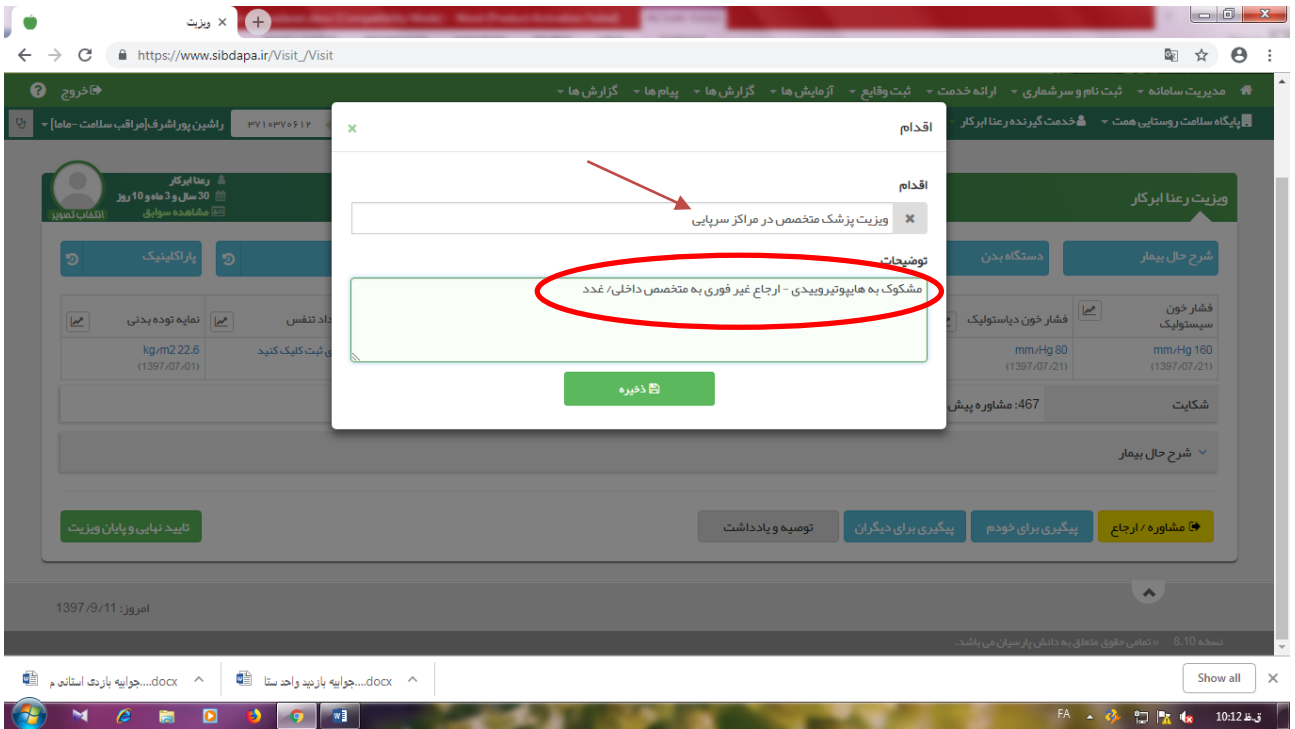 ویزیت
https://www.sibdapa.ir/Visit_/Visit
مدیریت سامانه
ثبت نام و سرشماری
ارائه خدمت
ثبت وقایع
آزمایش ها
گزارش ها
پیام ها
گزارش ها
خروج
پایگاه سلامت روستایی همت
خدمت گیرنده رعنا ابرکار
۳۷۱۰۳۷۰۶۱۲
راشین پوراشرف[مراقب سلامت -ماما]
اقدام
رعنا ابرکار
30 سال و 3 ماه و 10 روز
مشاهده سوابق
انتخاب تصویر
ویزیت رعنا ابرکار
اقدام
ویزیت پزشک متخصص در مراکز سرپایی
شرح حال بیمار
دستگاه بدن
پاراکلینیک
توضیحات
مشکوک به هایپوتیروییدی - ارجاع غیر فوری به متخصص داخلی/ غدد
فشار خون سیستولیک
فشار خون دیاستولیک
داد تنفس
نمایه توده بدنی
mm/Hg 160
(1397/07/21)
mm/Hg 80
(1397/07/21)
ی ثبت کلیک کنید
kg/m2 22.6
(1397/07/01)
ذخیره
شکایت
467: مشاوره پیش
شرح حال بیمار
مشاوره / ارجاع
پیگیری برای خودم
پیگیری برای دیگران
توصیه و یادداشت
تایید نهایی و پایان ویزیت
امروز: 1397/9/11
نسخه 8.10 © تمامی حقوق متعلق به دانش پارسیان می باشد.
جوابیه بازدی استانی م....docx
جوابیه بازدید واحد ستا....docx
Show all
FA
10:12 ق.ظ